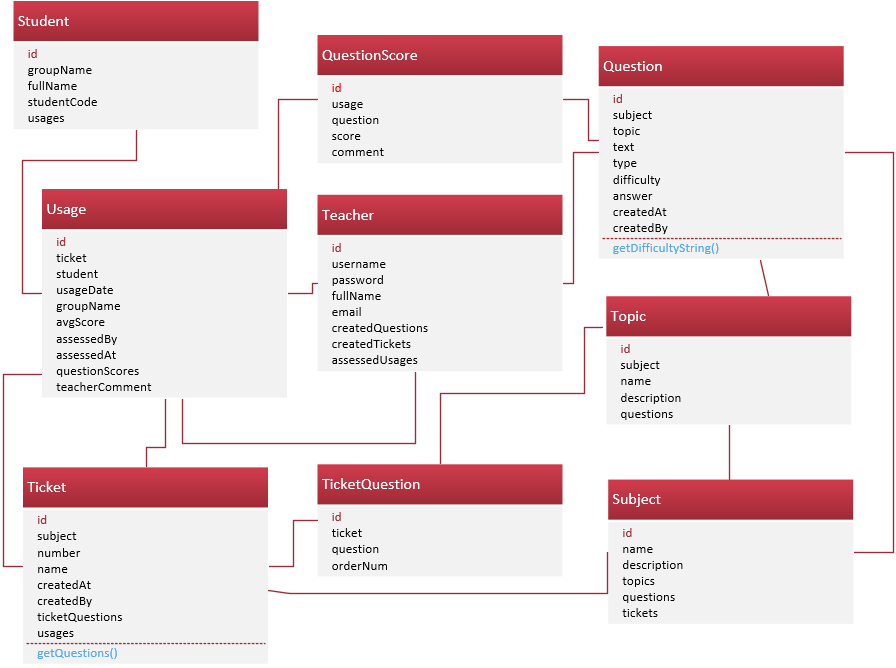 Student
id
groupName
fullName
studentCode
usages
QuestionScore
id
usage
question
score
comment
Question
id
subject
topic
text
type
difficulty
answer
createdAt
createdBy
getDifficultyString()
Usage
id
ticket
student
usageDate
groupName
avgScore
assessedBy
assessedAt
questionScores
teacherComment
Teacher
id
username
password
fullName
email
createdQuestions
createdTickets
assessedUsages
Topic
id
subject
name
description
questions
Ticket
id
subject
number
name
createdAt
createdBy
ticketQuestions
usages
getQuestions()
TicketQuestion
id
ticket
question
orderNum
Subject
id
name
description
topics
questions
tickets